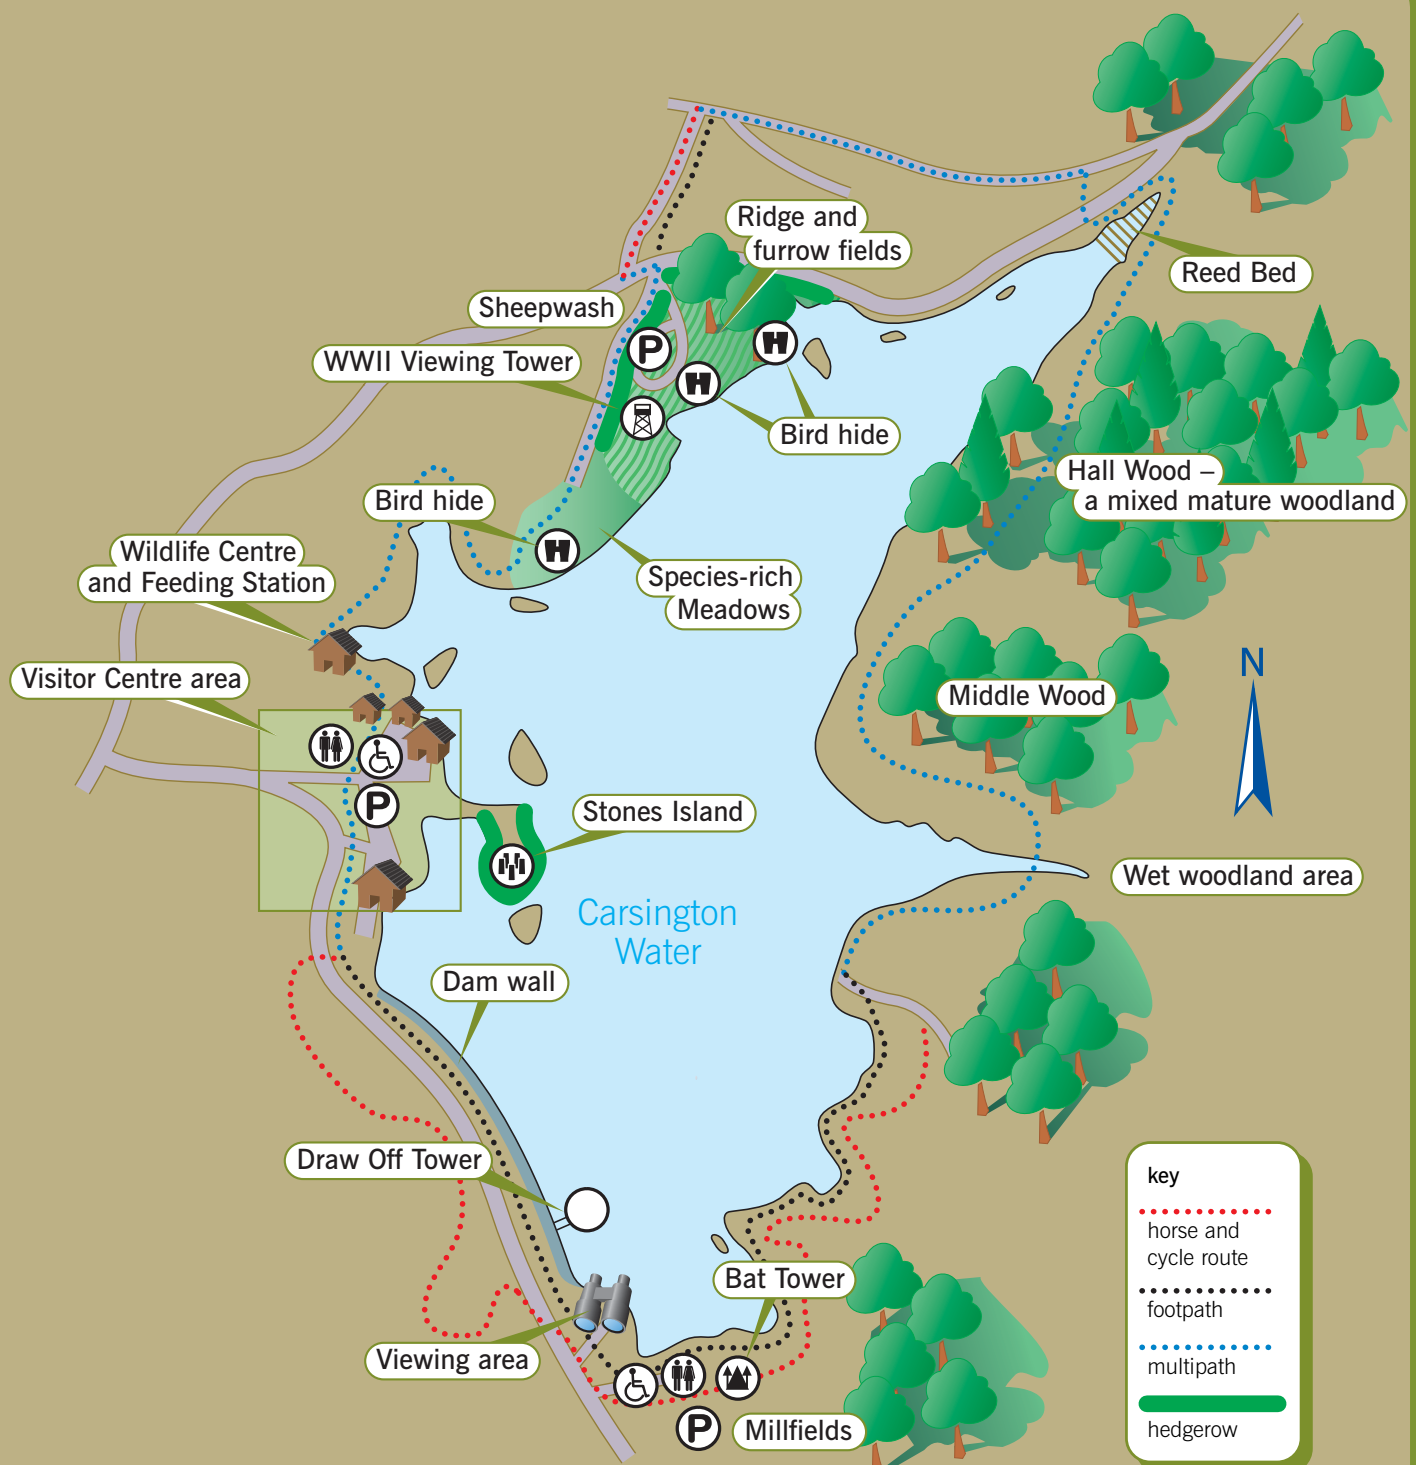 Ridge and
furrow fields
Reed Bed
Sheepwash
P
WWII Viewing Tower
Bird hide
Hall Wood –
a mixed mature woodland
Bird hide
Wildlife Centre
and Feeding Station
Species-rich
Meadows
N
Visitor Centre area
Middle Wood
P
Stones Island
Wet woodland area
Carsington
Water
Dam wall
Draw Off Tower
key
horse and
cycle route
Bat Tower
footpath
Viewing area
multipath
P
Millfields
hedgerow